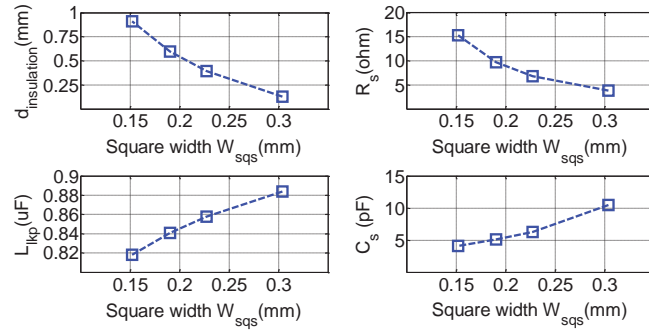 1
0.75
0.5
0.25
0.15 0.2 0.25 0.3
d_insulation(mm)
Square width W_sqs(mm)
20
15
10
5
0.15 0.2 0.25 0.3
R_s(ohm)
Square width W_sqs(mm)
0.9
0.88
0.86
0.84
0.82
0.15 0.2 0.25 0.3
L_lkp(uF)
Square width W_sqs(mm)
15
10
5
0.15 0.2 0.25 0.3
C_s (pF)
Square width W_sqs(mm)